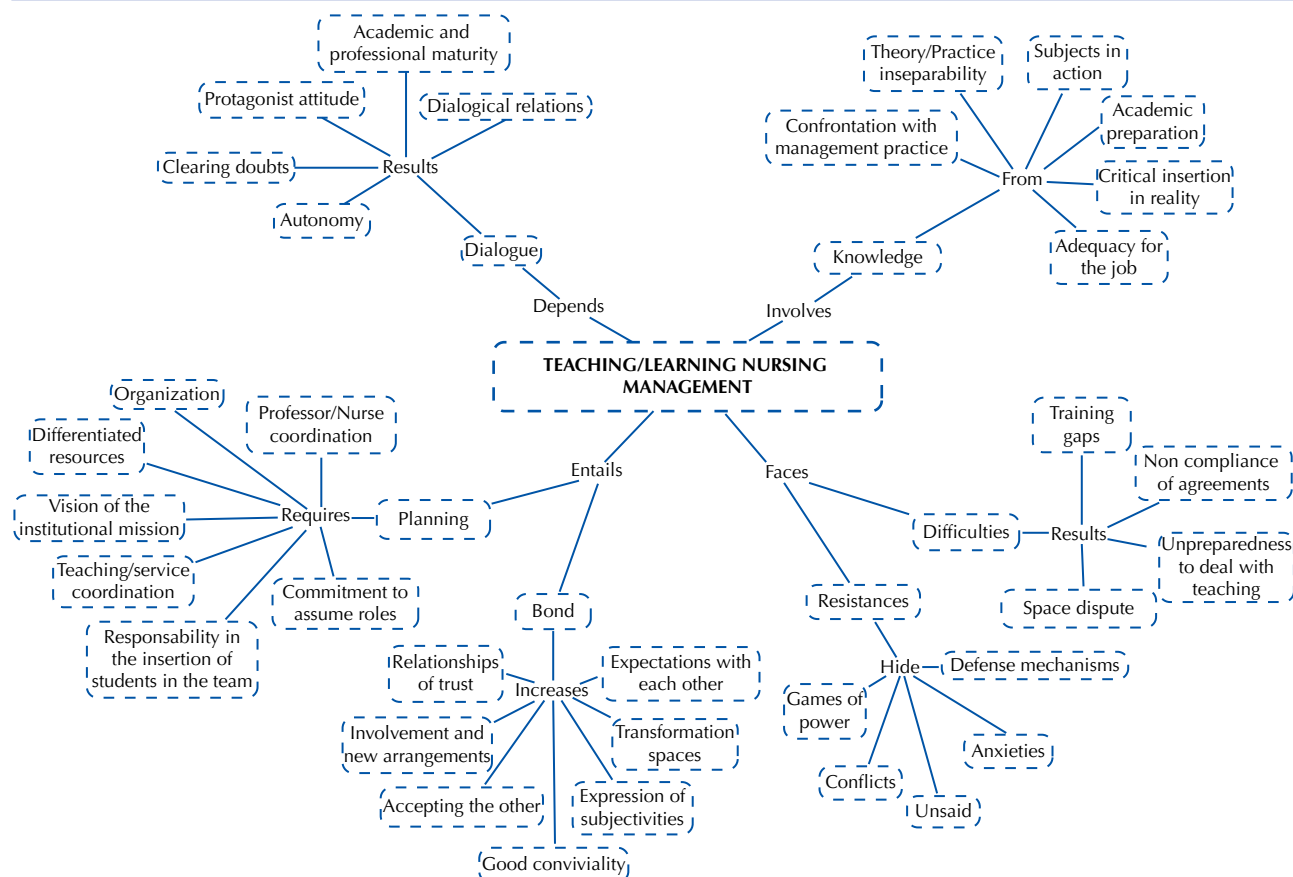 Academic and
professional maturity
Protagonist attitude
Dialogical relations
Clearing doubts
Results
Autonomy
Dialogue
Depends
Theory/Practice
inseparability
Subjects in
action
Confrontation with
management practice
Academic
preparation
From
Critical insertion
in reality
Adequacy for
the job
Knowledge
Involves
TEACHING/LEARNING NURSING
MANAGEMENT
Organization
Professor/Nurse
coordination
Differentiated
resources
Vision of the
institutional mission
Requires
Planning
Entails
Teaching/service
coordination
Commitment to
assume roles
Responsability in
the insertion of
students in the team
Bond
Relationships
of trust
Increases
Expectations with
each other
Involvement and
new arrangements
Transformation
spaces
Accepting the other
Expression of
subjectivities
Good conviviality
Faces
Training
gaps
Non compliance
of agreements
Difficulties
Results
Unpreparedness
to deal with
teaching
Space dispute
Resistances
Hide
Defense mechanisms
Games of
power
Anxieties
Conflicts
Unsaid